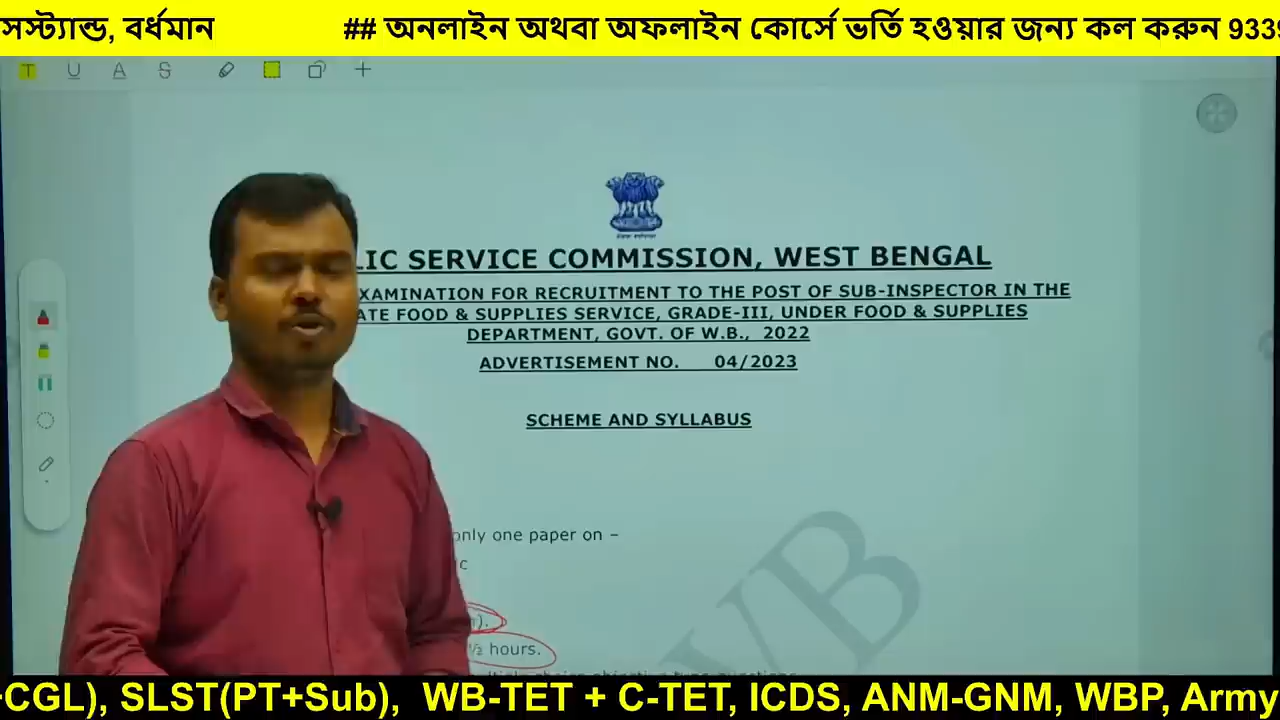 সস্ট্যান্ড, বর্ধমান ## অনলাইন অথবা অফলাইন কোর্সে ভর্তি হওয়ার জন্য কল করুন 9339
T U A S
LIC SERVICE COMMISSION, WEST BENGAL
XAMINATION FOR RECRUITMENT TO THE POST OF SUB-INSPECTOR IN THE
ATE FOOD & SUPPLIES SERVICE, GRADE-III, UNDER FOOD & SUPPLIES
DEPARTMENT, GOVT. OF W.B., 2022
ADVERTISEMENT NO. 04/2023
SCHEME AND SYLLABUS
only one paper on –
c
).
½ hours.
WB
CGL), SLST(PT+Sub), WB-TET + C-TET, ICDS, ANM-GNM, WBP, Army